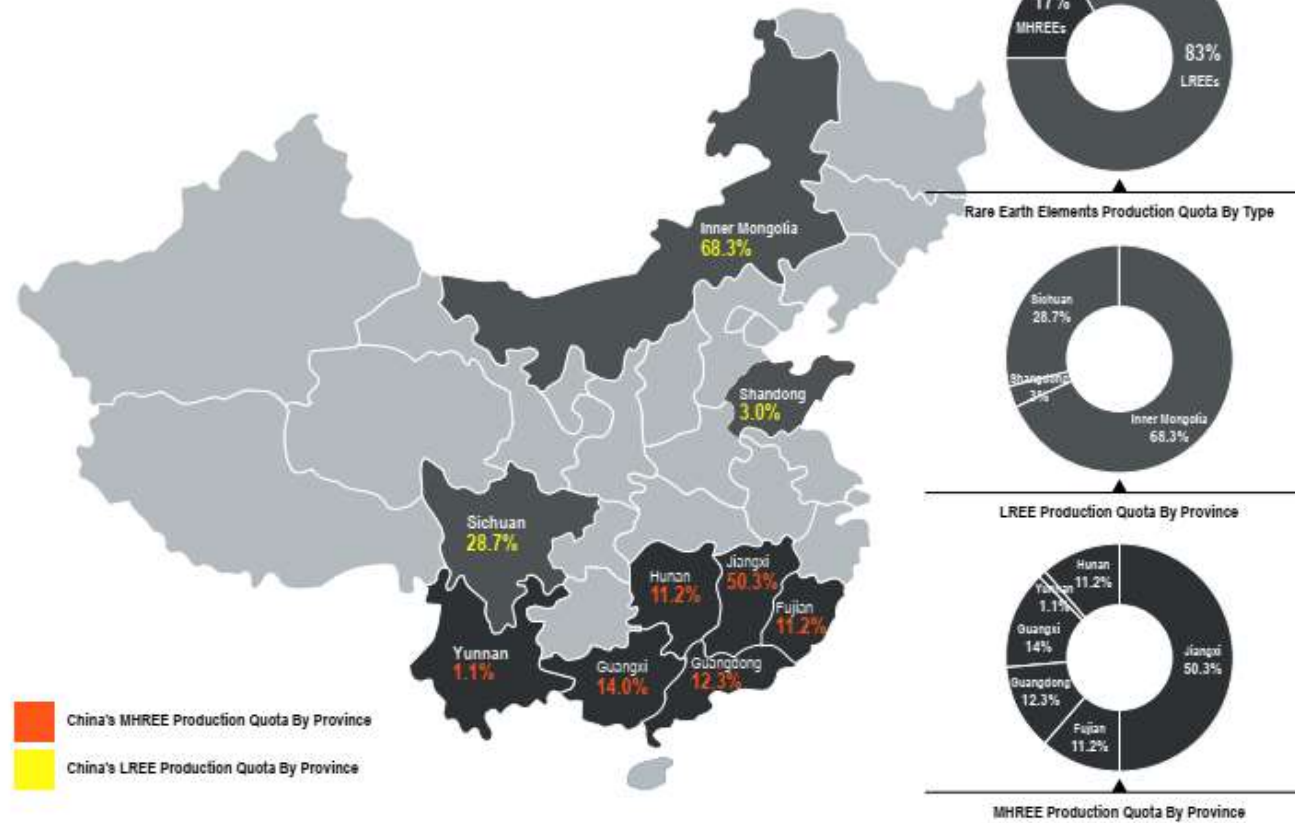 17%
MHREEs
83%
LREEs
Rare Earth Elements Production Quota By Type
Inner Mongolia
68.3%
Shandong
3.0%
Sichuan
28.7%
Hunan
11.2%
Jiangxi
50.3%
Fujian
11.2%
Yunnan
1.1%
Guangxi
14.0%
Guangdong
12.3%
China's MHREE Production Quota By Province
China's LREE Production Quota By Province
Sichuan
28.7%
Shangdong
3%
Inner Mongolia
68.3%
LREE Production Quota By Province
Hunan
11.2%
Yunnan
1.1%
Guangxi
14%
Guangdong
12.3%
Fujian
11.2%
Jiangxi
50.3%
MHREE Production Quota By Province